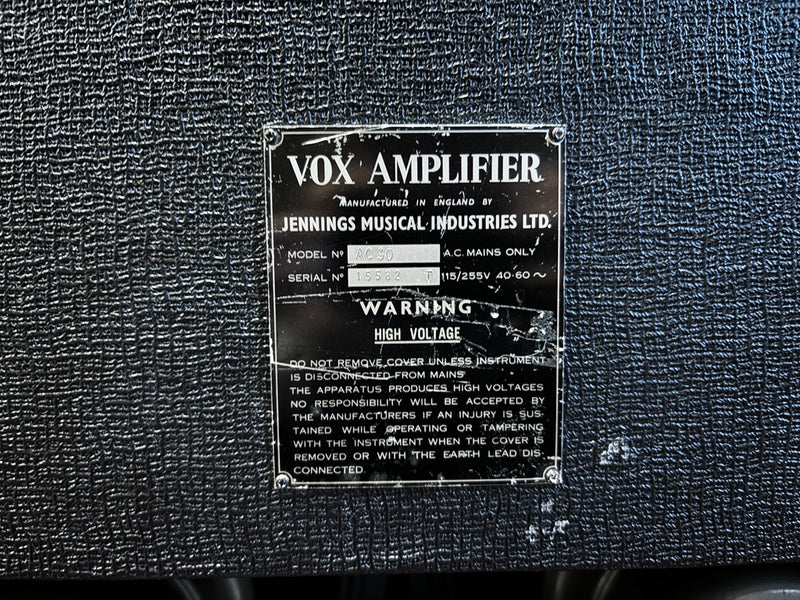 VOX AMPLIFIER
MANUFACTURED IN ENGLAND BY
JENNINGS MUSICAL INDUSTRIES LTD.
MODEL Nº AC30 A.C. MAINS ONLY
SERIAL Nº 15582 T 115/255V 40-60 ~
WARNING
HIGH VOLTAGE
DO NOT REMOVE COVER UNLESS INSTRUMENT
IS DISCONNECTED FROM MAINS
THE APPARATUS PRODUCES HIGH VOLTAGES
NO RESPONSIBILITY WILL BE ACCEPTED BY
THE MANUFACTURERS IF AN INJURY IS SUS-
TAINED WHILE OPERATING OR TAMPERING
WITH THE INSTRUMENT WHEN THE COVER IS
REMOVED OR WITH THE EARTH LEAD DIS-
CONNECTED